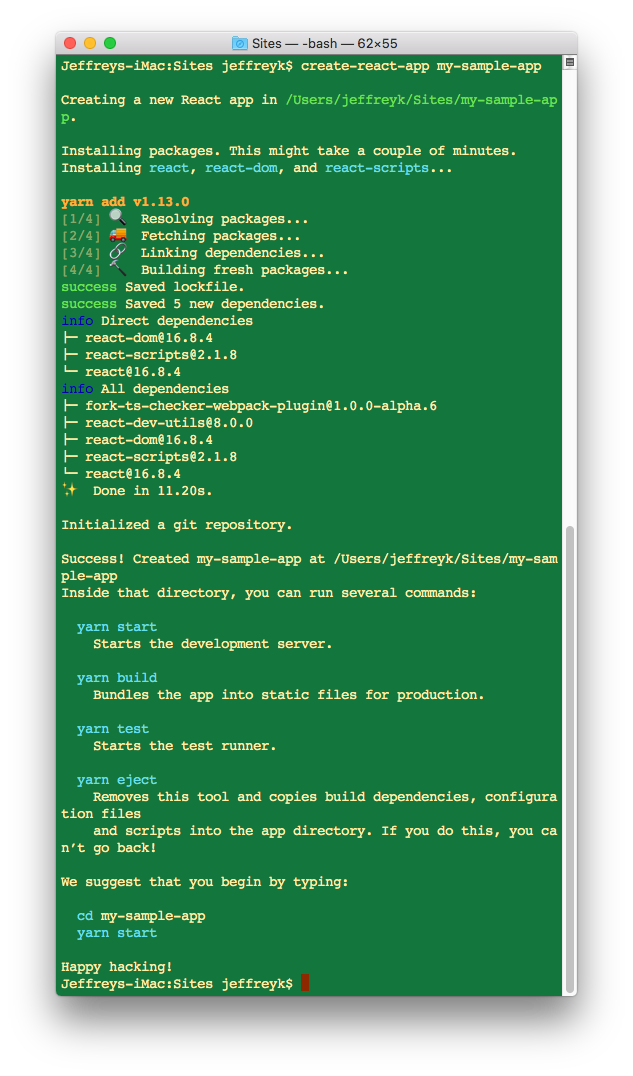 Sites — -bash — 62×55
Jeffreys-iMac:Sites jeffreyk$ create-react-app my-sample-app
Creating a new React app in /Users/jeffreyk/Sites/my-sample-ap
p.
Installing packages. This might take a couple of minutes.
Installing react, react-dom, and react-scripts...
yarn add v1.13.0
[1/4] 🔍  Resolving packages...
[2/4] 🚚  Fetching packages...
[3/4] 🔗  Linking dependencies...
[4/4] 🔨  Building fresh packages...
success Saved lockfile.
success Saved 5 new dependencies.
info Direct dependencies
├─ react-dom@16.8.4
├─ react-scripts@2.1.8
└─ react@16.8.4
info All dependencies
├─ fork-ts-checker-webpack-plugin@1.0.0-alpha.6
├─ react-dev-utils@8.0.0
├─ react-dom@16.8.4
├─ react-scripts@2.1.8
└─ react@16.8.4
✨  Done in 11.20s.
Initialized a git repository.
Success! Created my-sample-app at /Users/jeffreyk/Sites/my-sam
ple-app
Inside that directory, you can run several commands:
  yarn start
    Starts the development server.
  yarn build
    Bundles the app into static files for production.
  yarn test
    Starts the test runner.
  yarn eject
    Removes this tool and copies build dependencies, configura
tion files
    and scripts into the app directory. If you do this, you ca
n’t go back!
We suggest that you begin by typing:
  cd my-sample-app
  yarn start
Happy hacking!
Jeffreys-iMac:Sites jeffreyk$